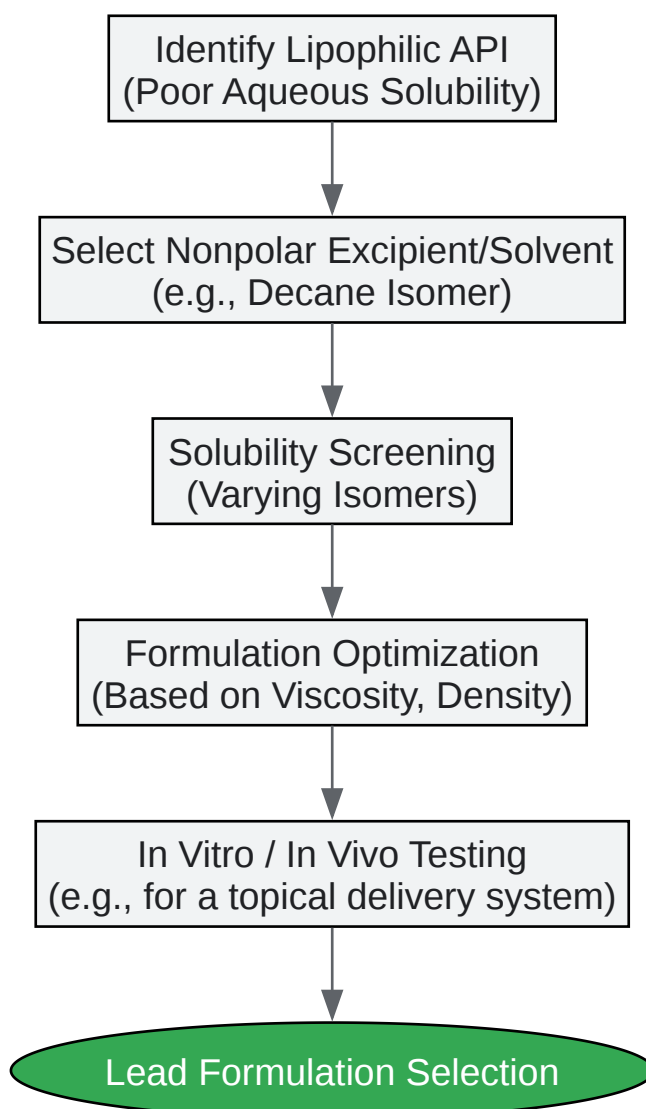 Identify Lipophilic API
(Poor Aqueous Solubility)
Select Nonpolar Excipient/Solvent
(e.g., Decane Isomer)
Solubility Screening
(Varying Isomers)
Formulation Optimization
(Based on Viscosity, Density)
In Vitro / In Vivo Testing
(e.g., for a topical delivery system)
Lead Formulation Selection